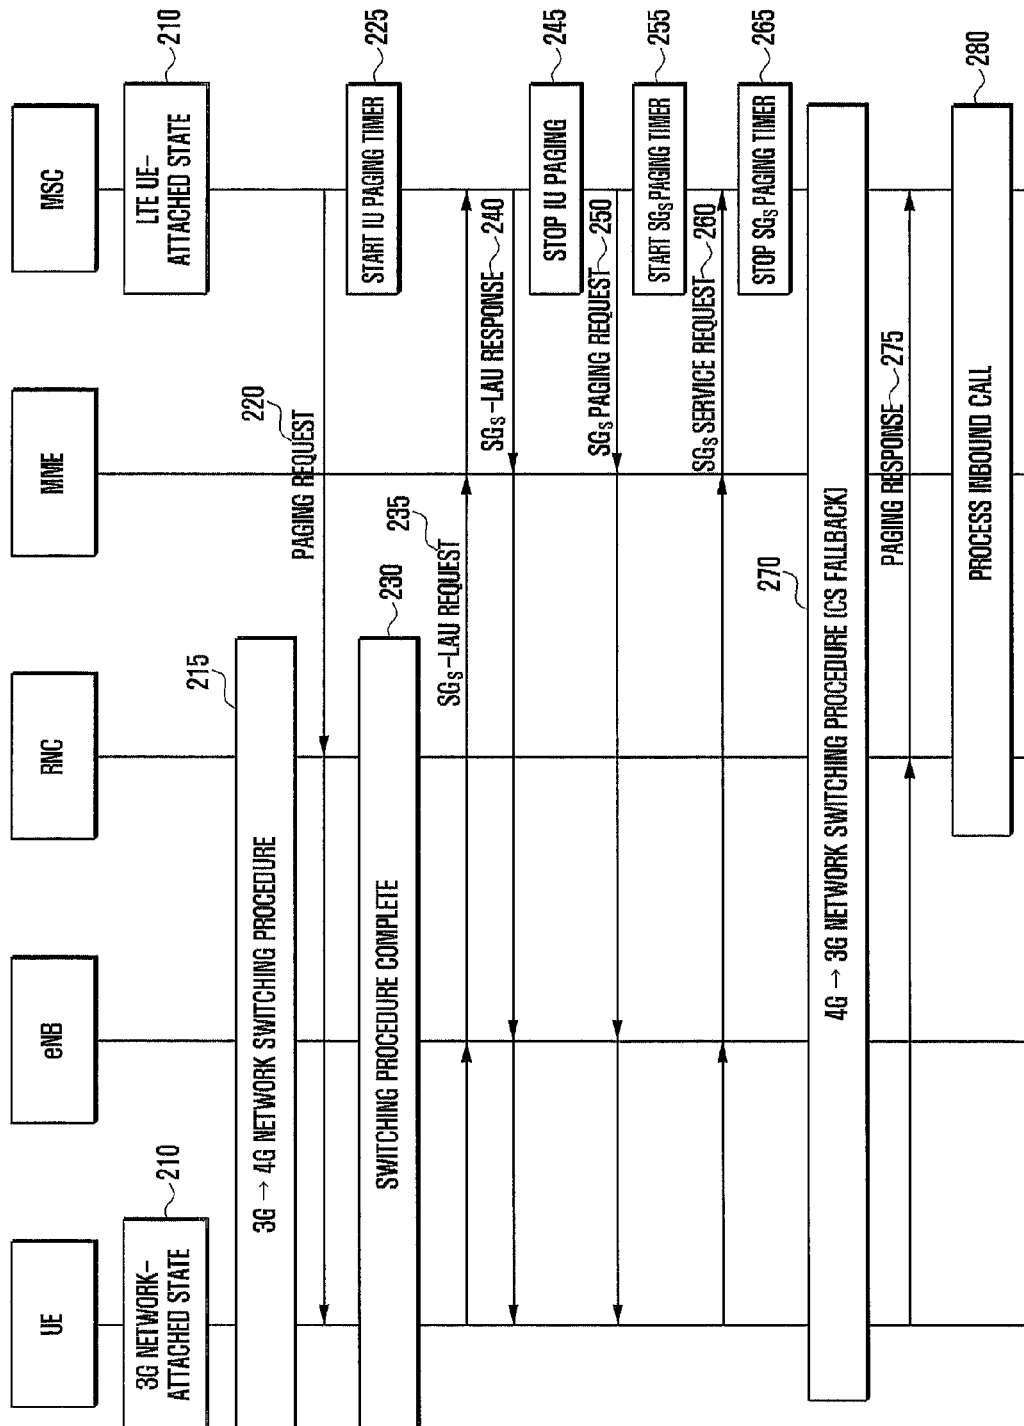 UE
eNB
RNC
MME
MSC
3G NETWORK-
ATTACHED STATE
210
LTE UE-
ATTACHED STATE
210
3G → 4G NETWORK SWITCHING PROCEDURE
215
PAGING REQUEST
220
START IU PAGING TIMER
225
SWITCHING PROCEDURE COMPLETE
230
SGs-LAU REQUEST
235
SGs-LAU RESPONSE 240
STOP IU PAGING
245
SGs PAGING REQUEST 250
START SGs PAGING TIMER
255
SGs SERVICE REQUEST 260
STOP SGs PAGING TIMER
265
4G → 3G NETWORK SWITCHING PROCEDURE [CS FALLBACK]
270
PAGING RESPONSE 275
PROCESS INBOUND CALL
280